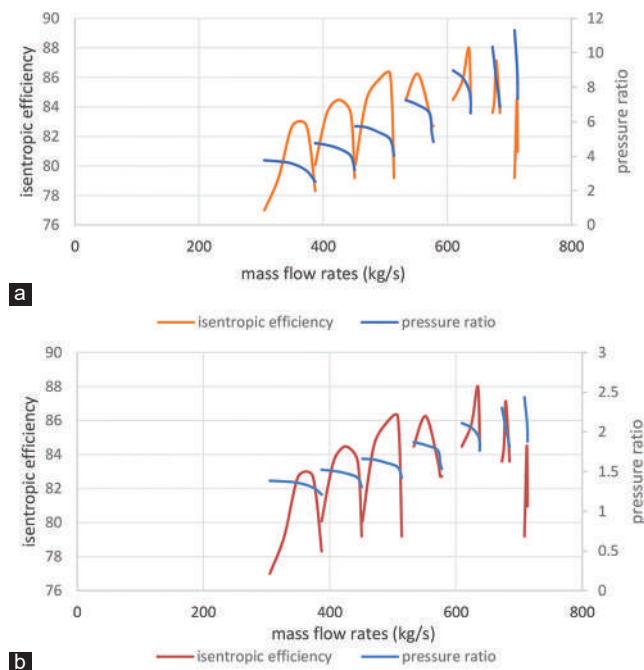 90
88
86
84
82
80
78
76
isentropic efficiency
12
10
8
6
4
2
0
pressure ratio
0 200 400 600 800
mass flow rates (kg/s)
a
isentropic efficiency pressure ratio
90
88
86
84
82
80
78
76
isentropic efficiency
3
2.5
2
1.5
1
0.5
0
pressure ratio
0 200 400 600 800
mass flow rates (kg/s)
isentropic efficiency pressure ratio
b